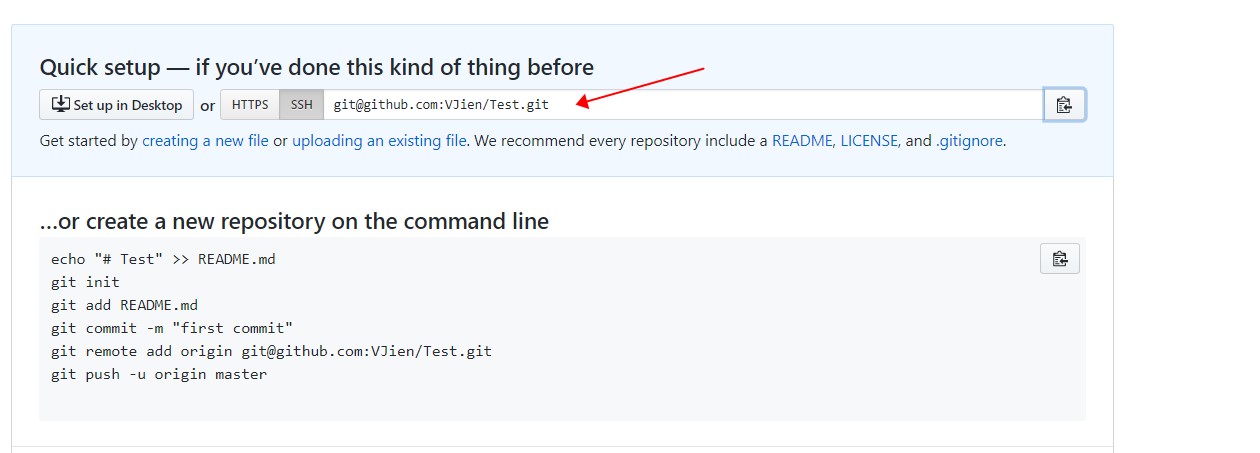 Quick setup — if you’ve done this kind of thing before
Set up in Desktop or HTTPS SSH git@github.com:VJien/Test.git
Get started by creating a new file or uploading an existing file. We recommend every repository include a README, LICENSE, and .gitignore.
…or create a new repository on the command line
echo "# Test" >> README.md
git init
git add README.md
git commit -m "first commit"
git remote add origin git@github.com:VJien/Test.git
git push -u origin master